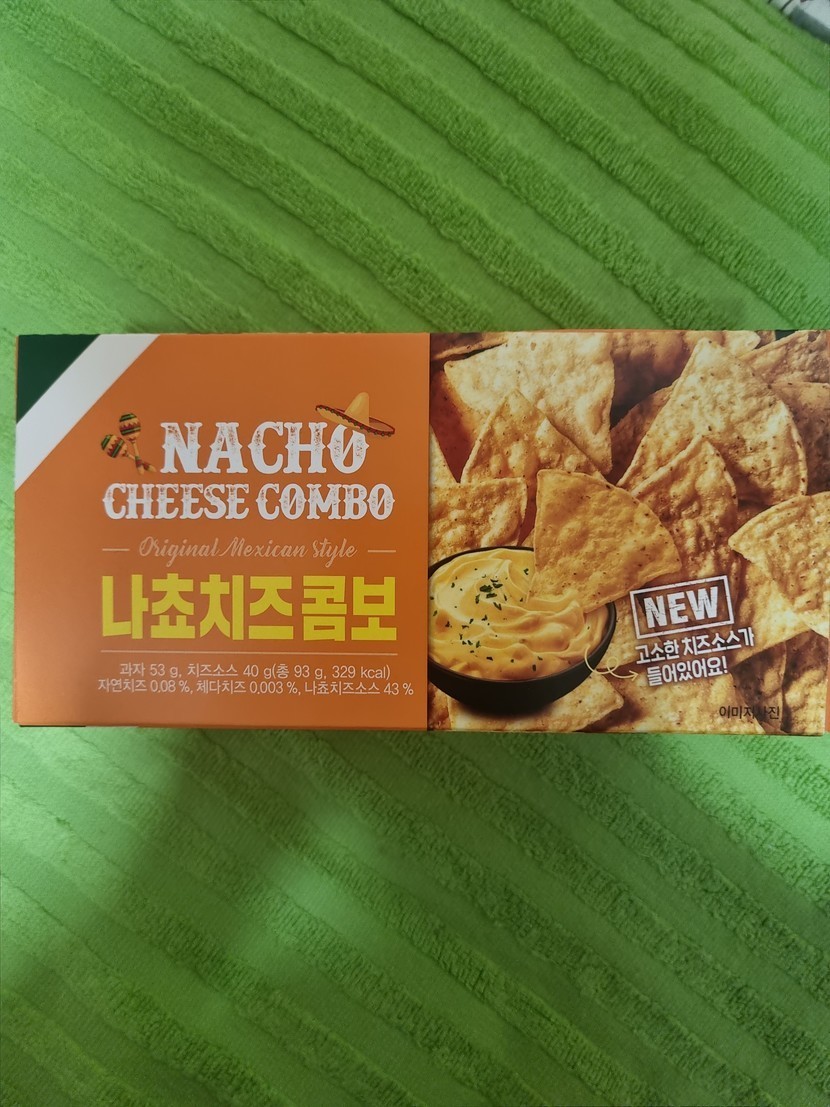 NACHO
CHEESE COMBO
Original Mexican Style
나쵸치즈콤보
과자 53 g, 치즈소스 40 g(총 93 g, 329 kcal)
자연치즈 0.08 %, 체다치즈 0.003 %, 나쵸치즈소스 43 %
NEW
고소한 치즈소스가
들어있어요!
이미지사진